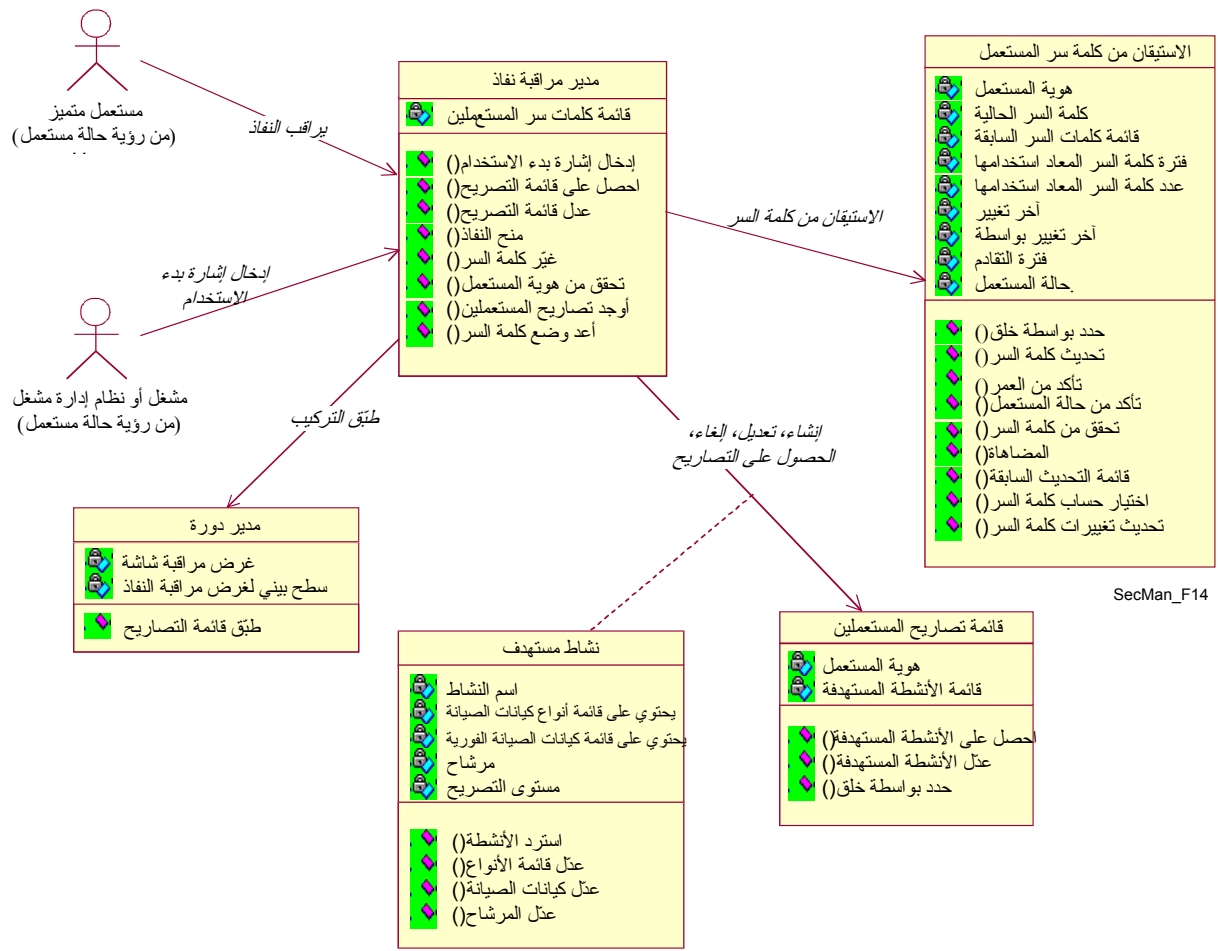 مستعمل متميز
(من رؤية حالة مستعمل)
يراقب النفاذ
إدخال إشارة بدء
الاستخدام
مشغل أو نظام إدارة مشغل
(من رؤية حالة مستعمل)
مدير مراقبة نفاذ
قائمة كلمات سر المستعملين
إدخال إشارة بدء الاستخدام()
احصل على قائمة التصريح()
عدل قائمة التصريح()
منح النفاذ()
غيّر كلمة السر()
تحقق من هوية المستعمل()
أوجد تصاريح المستعملين()
أعد وضع كلمة السر()
الاستيقان من كلمة السر
الاستيقان من كلمة سر المستعمل
هوية المستعمل
كلمة السر الحالية
قائمة كلمات السر السابقة
فترة كلمة السر المعاد استخدامها
عدد كلمة السر المعاد استخدامها
آخر تغيير
آخر تغيير بواسطة
فترة التقادم
حالة المستعمل.
حدد بواسطة خلق()
تحديث كلمة السر()
تأكد من العمر()
تأكد من حالة المستعمل()
تحقق من كلمة السر()
المضاهاة()
قائمة التحديث السابقة()
اختيار حساب كلمة السر()
تحديث تغييرات كلمة السر()
SecMan_F14
طبّق التركيب
إنشاء، تعديل، إلغاء،
الحصول على التصاريح
مدير دورة
غرض مراقبة شاشة
سطح بيني لغرض مراقبة النفاذ
طبّق قائمة التصاريح
نشاط مستهدف
اسم النشاط
يحتوي على قائمة أنواع كيانات الصيانة
يحتوي على قائمة كيانات الصيانة الفورية
مرشاح
مستوى التصريح
استرد الأنشطة()
عدّل قائمة الأنواع()
عدّل كيانات الصيانة()
عدّل المرشاح()
قائمة تصاريح المستعملين
هوية المستعمل
قائمة الأنشطة المستهدفة
احصل على الأنشطة المستهدفة()
عدّل الأنشطة المستهدفة()
حدد بواسطة خلق()